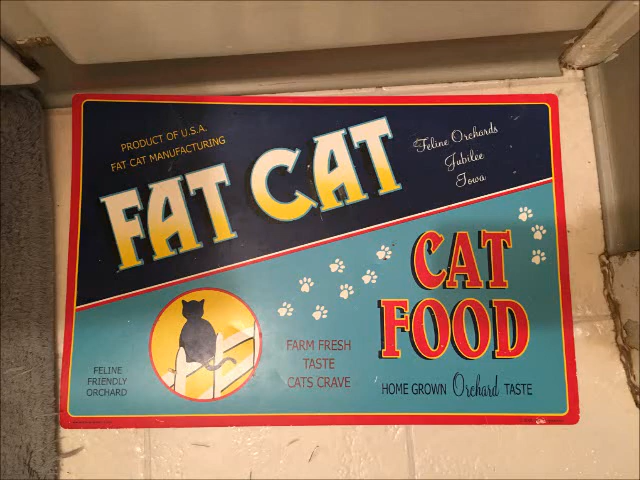 PRODUCT OF U.S.A.
FAT CAT MANUFACTURING
FAT CAT
Feline Orchards
Jubilee
Iowa
CAT
FOOD
FELINE
FRIENDLY
ORCHARD
FARM FRESH
TASTE
CATS CRAVE
HOME GROWN Orchard TASTE